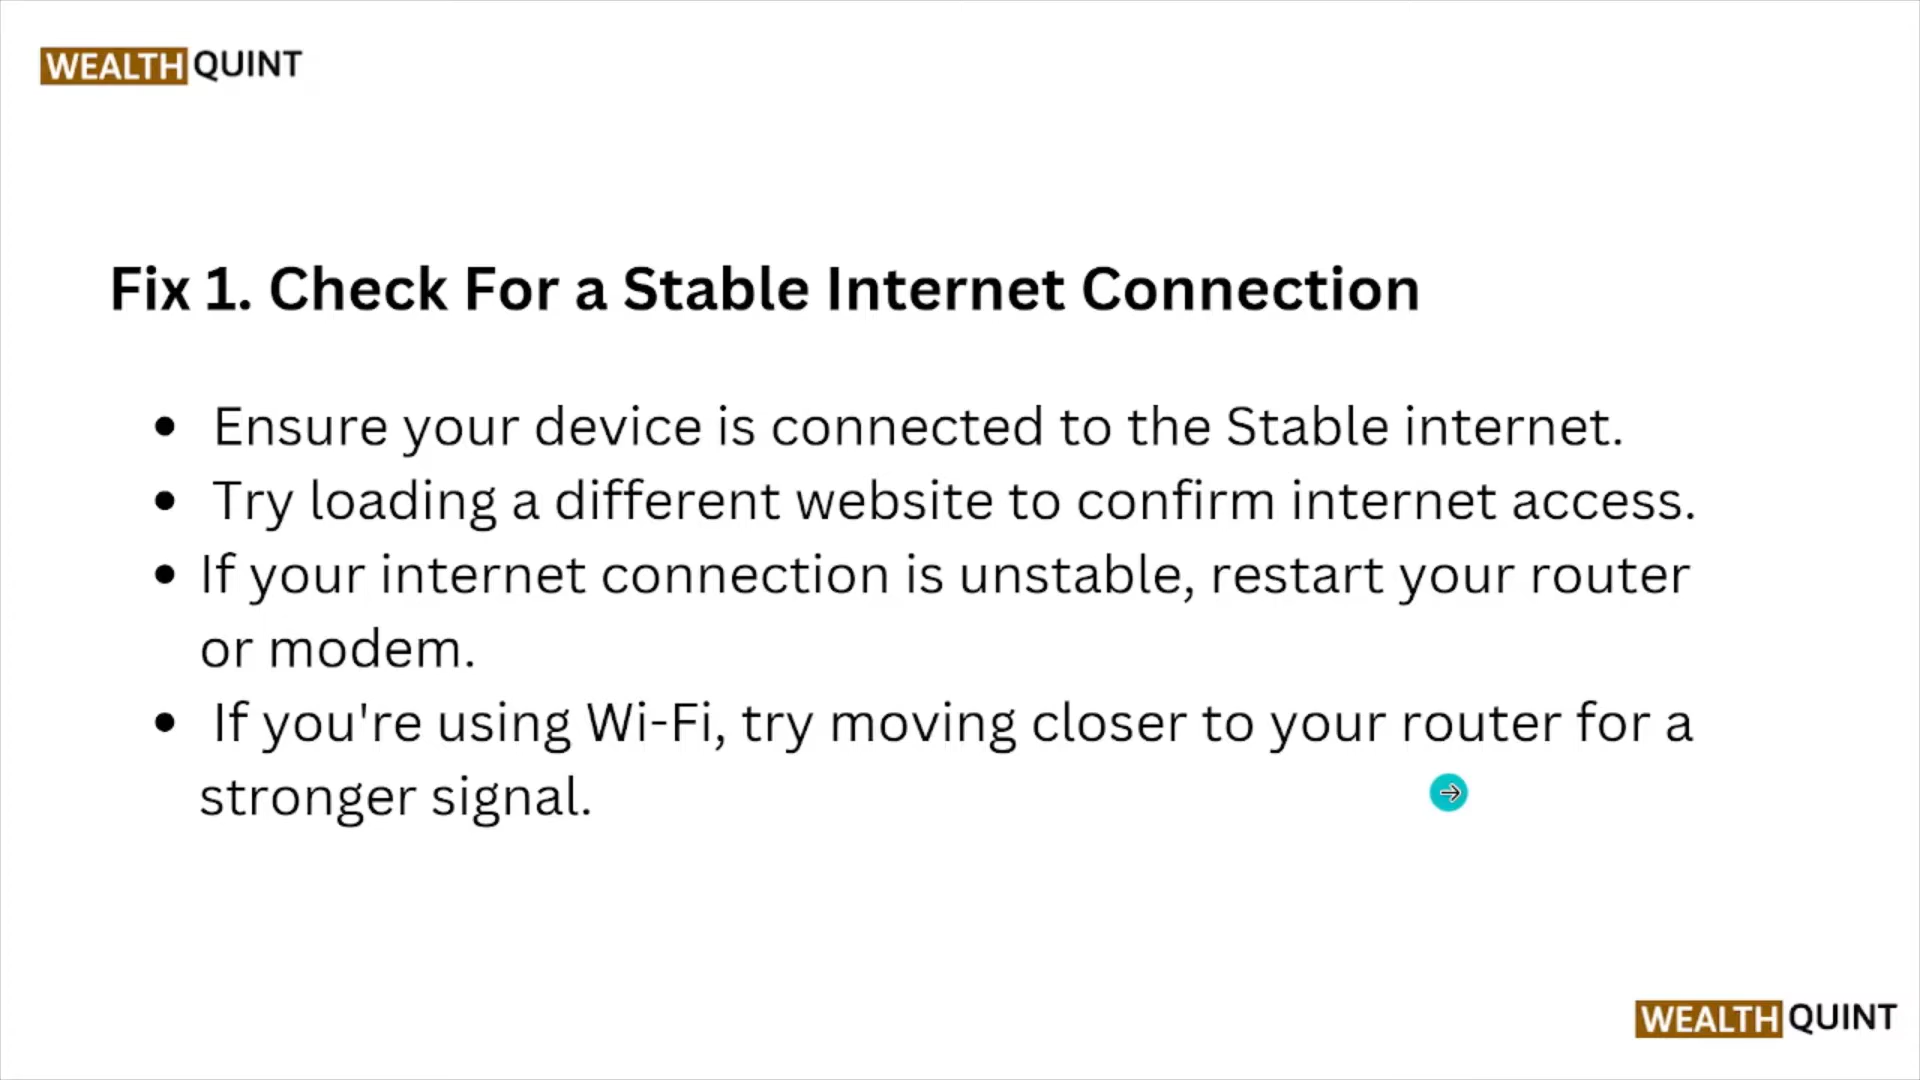 WEALTH QUINT
Fix 1. Check For a Stable Internet Connection
• Ensure your device is connected to the Stable internet.
• Try loading a different website to confirm internet access.
• If your internet connection is unstable, restart your router
or modem.
• If you're using Wi-Fi, try moving closer to your router for a
stronger signal.
WEALTH QUINT